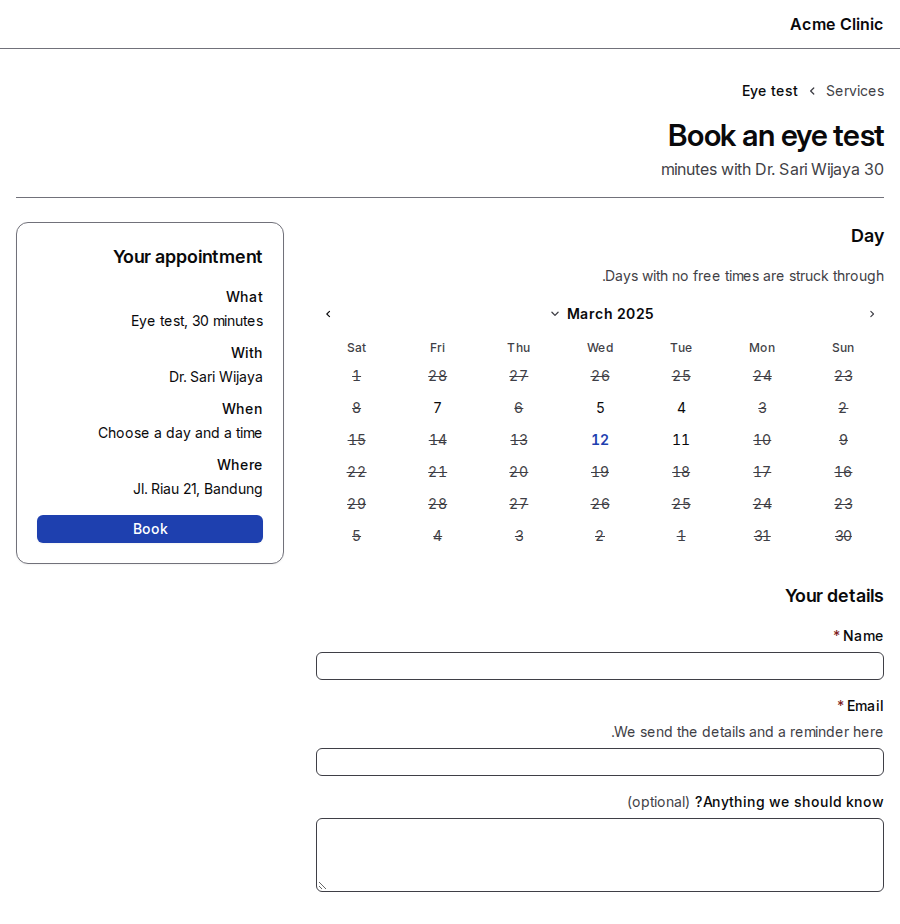 Acme Clinic
Eye test ‹ Services
Book an eye test
minutes with Dr. Sari Wijaya 30
Day
.Days with no free times are struck through
March 2025
Sat Fri Thu Wed Tue Mon Sun
1 28 27 26 25 24 23
8 7 6 5 4 3 2
15 14 13 12 11 10 9
22 21 20 19 18 17 16
29 28 27 26 25 24 23
5 4 3 2 1 31 30
Your details
* Name
* Email
.We send the details and a reminder here
(optional) ?Anything we should know
Your appointment
What
Eye test, 30 minutes
With
Dr. Sari Wijaya
When
Choose a day and a time
Where
Jl. Riau 21, Bandung
Book